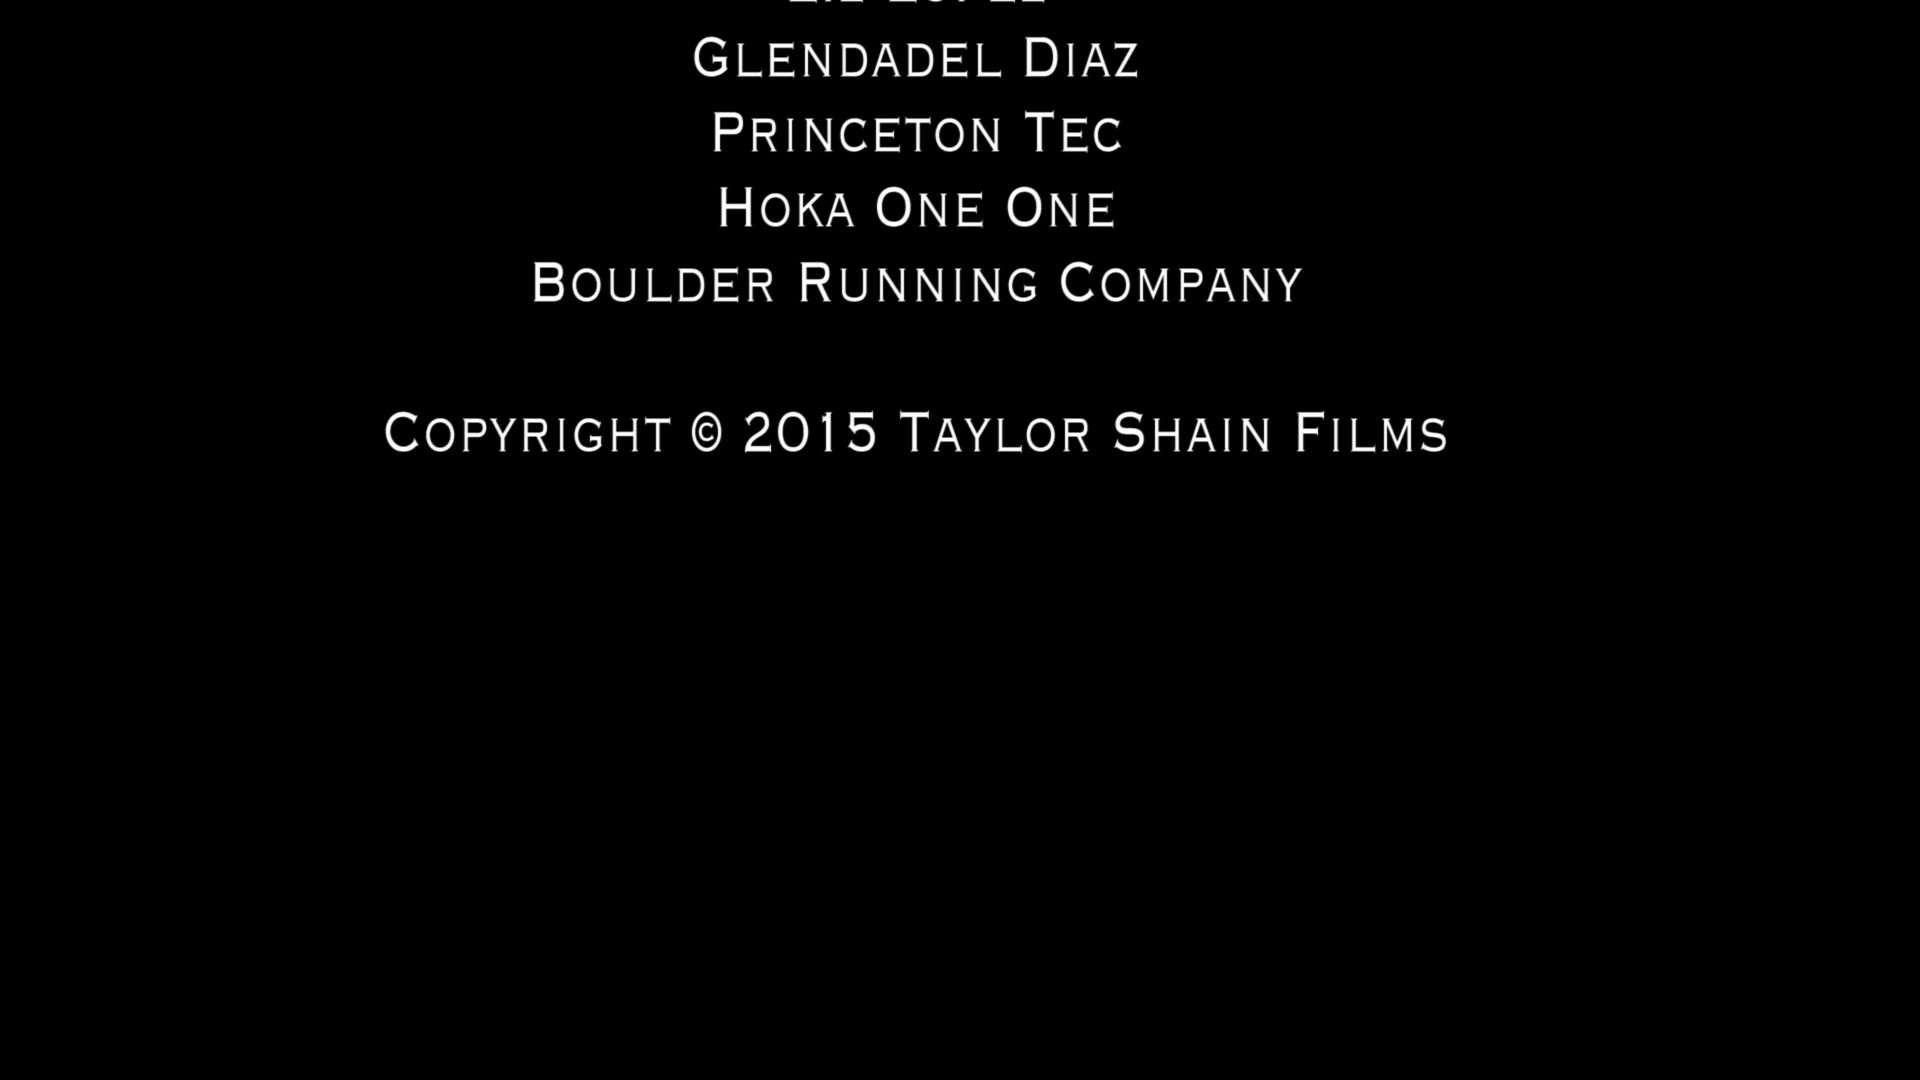 Glendadel Diaz
Princeton Tec
Hoka One One
Boulder Running Company
Copyright © 2015 Taylor Shain Films